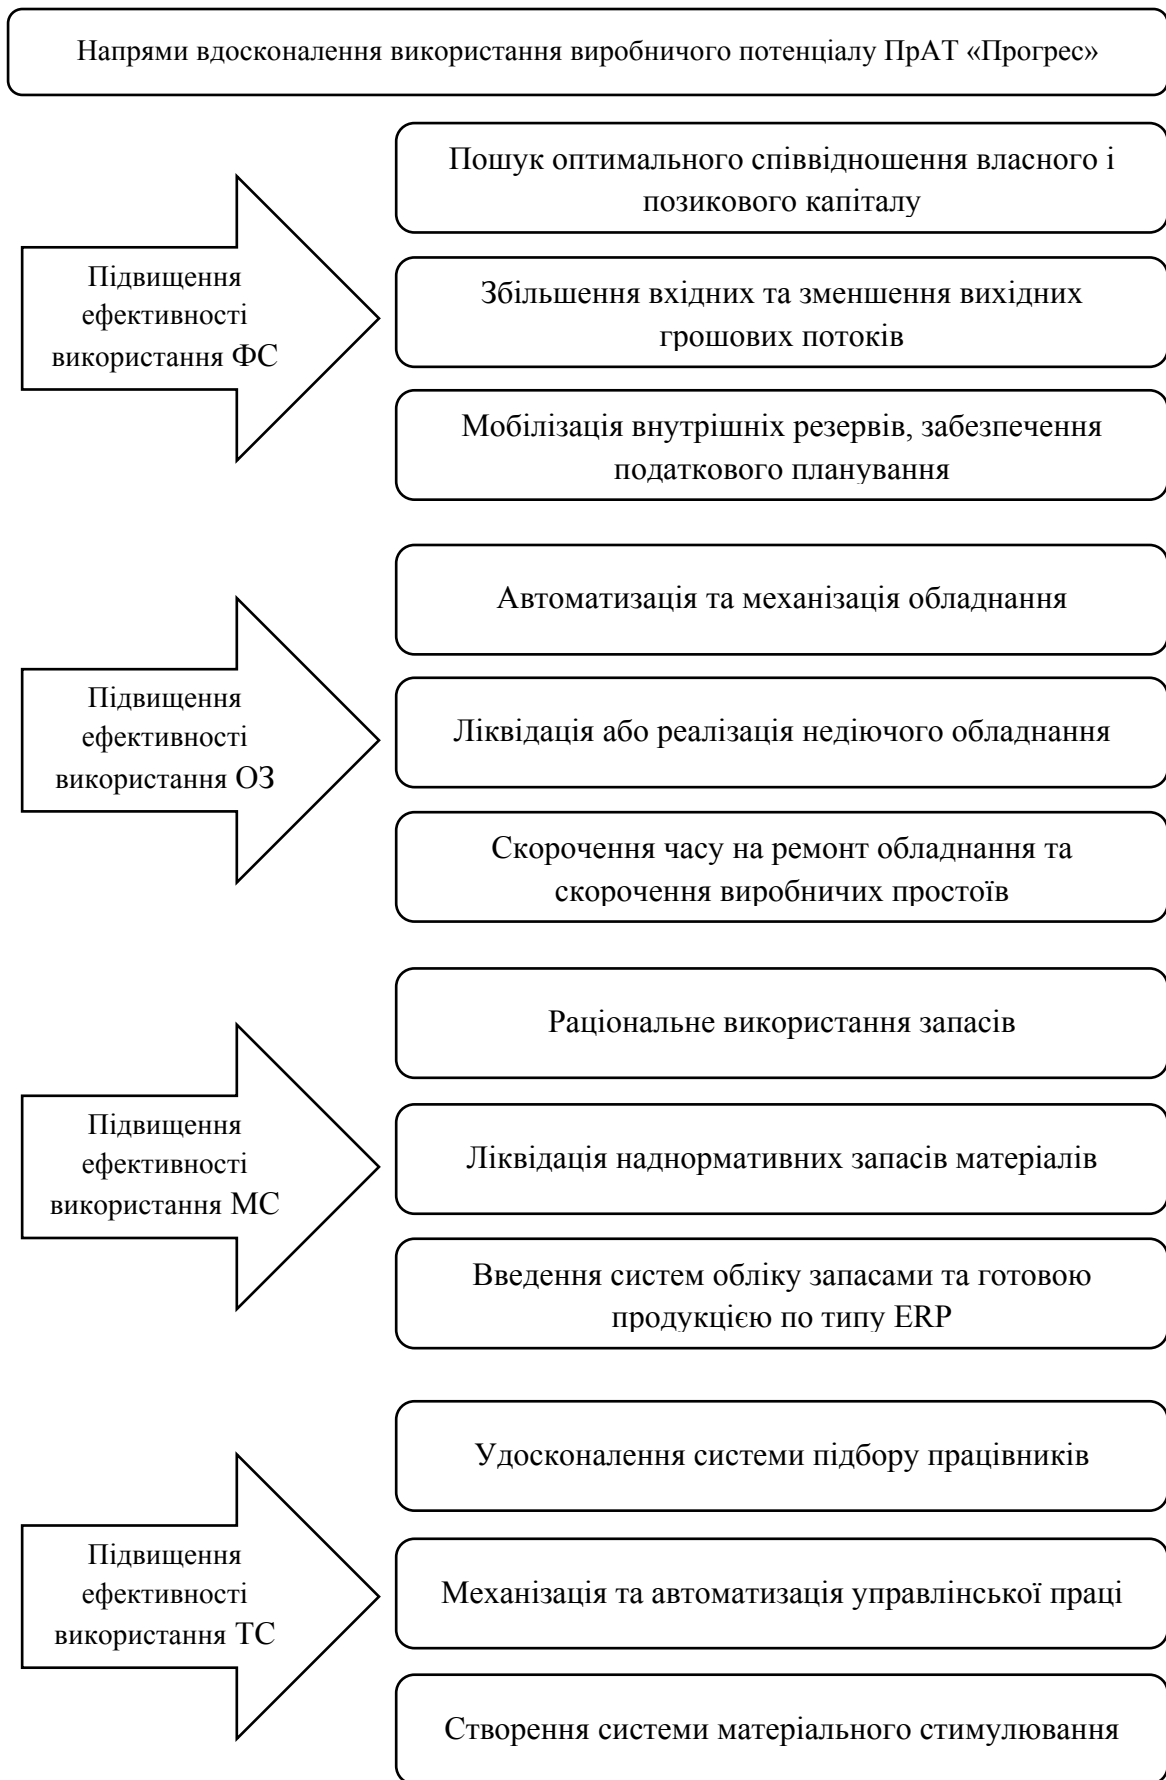 Напрями вдосконалення використання виробничого потенціалу ПрАТ «Прогрес»
Підвищення
ефективності
використання ФС
Пошук оптимального співвідношення власного і
позикового капіталу
Збільшення вхідних та зменшення вихідних
грошових потоків
Мобілізація внутрішніх резервів, забезпечення
податкового планування
Підвищення
ефективності
використання ОЗ
Автоматизація та механізація обладнання
Ліквідація або реалізація недіючого обладнання
Скорочення часу на ремонт обладнання та
скорочення виробничих простоїв
Підвищення
ефективності
використання МС
Раціональне використання запасів
Ліквідація наднормативних запасів матеріалів
Введення систем обліку запасами та готовою
продукцією по типу ERP
Підвищення
ефективності
використання ТС
Удосконалення системи підбору працівників
Механізація та автоматизація управлінської праці
Створення системи матеріального стимулювання